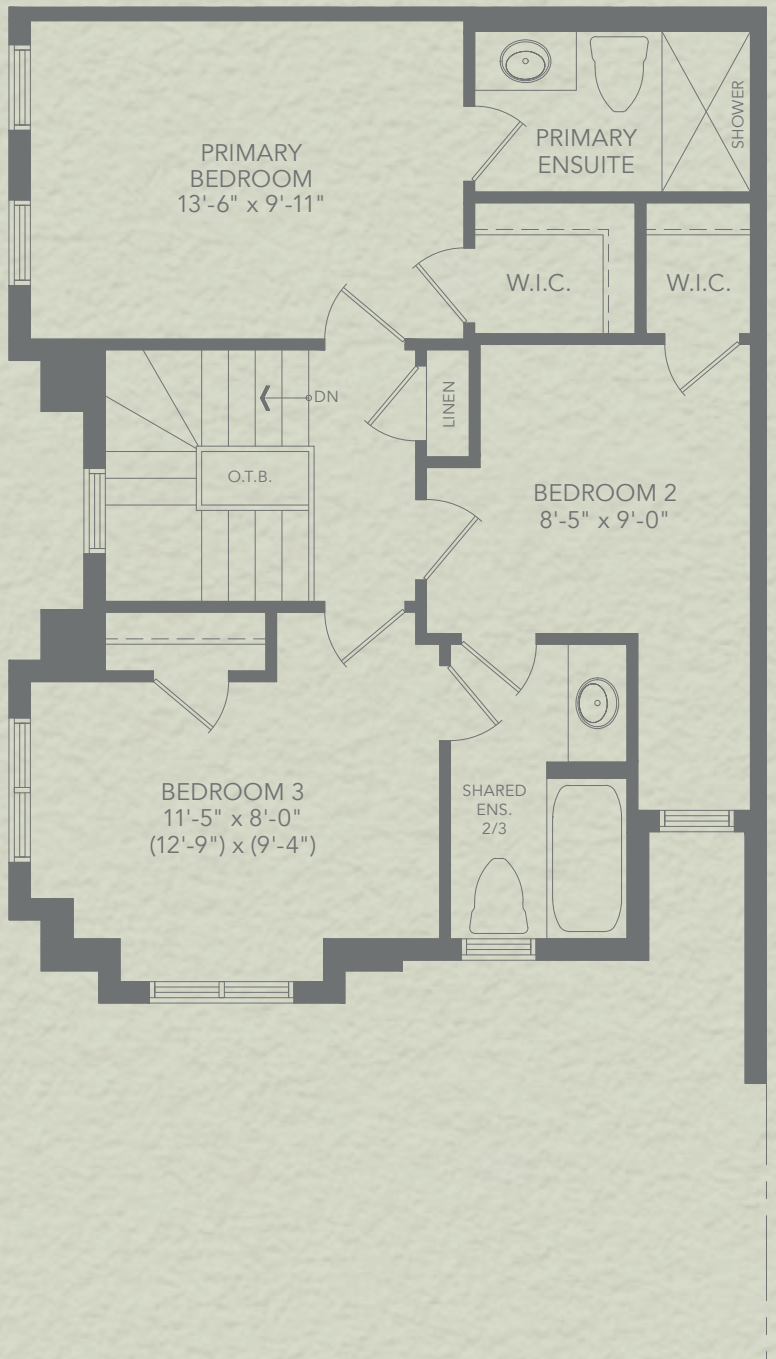 PRIMARY
BEDROOM
13'-6" x 9'-11"
PRIMARY
ENSUITE
SHOWER
W.I.C.
W.I.C.
DN
LINEN
O.T.B.
BEDROOM 2
8'-5" x 9'-0"
BEDROOM 3
11'-5" x 8'-0"
(12'-9") x (9'-4")
SHARED
ENS.
2/3